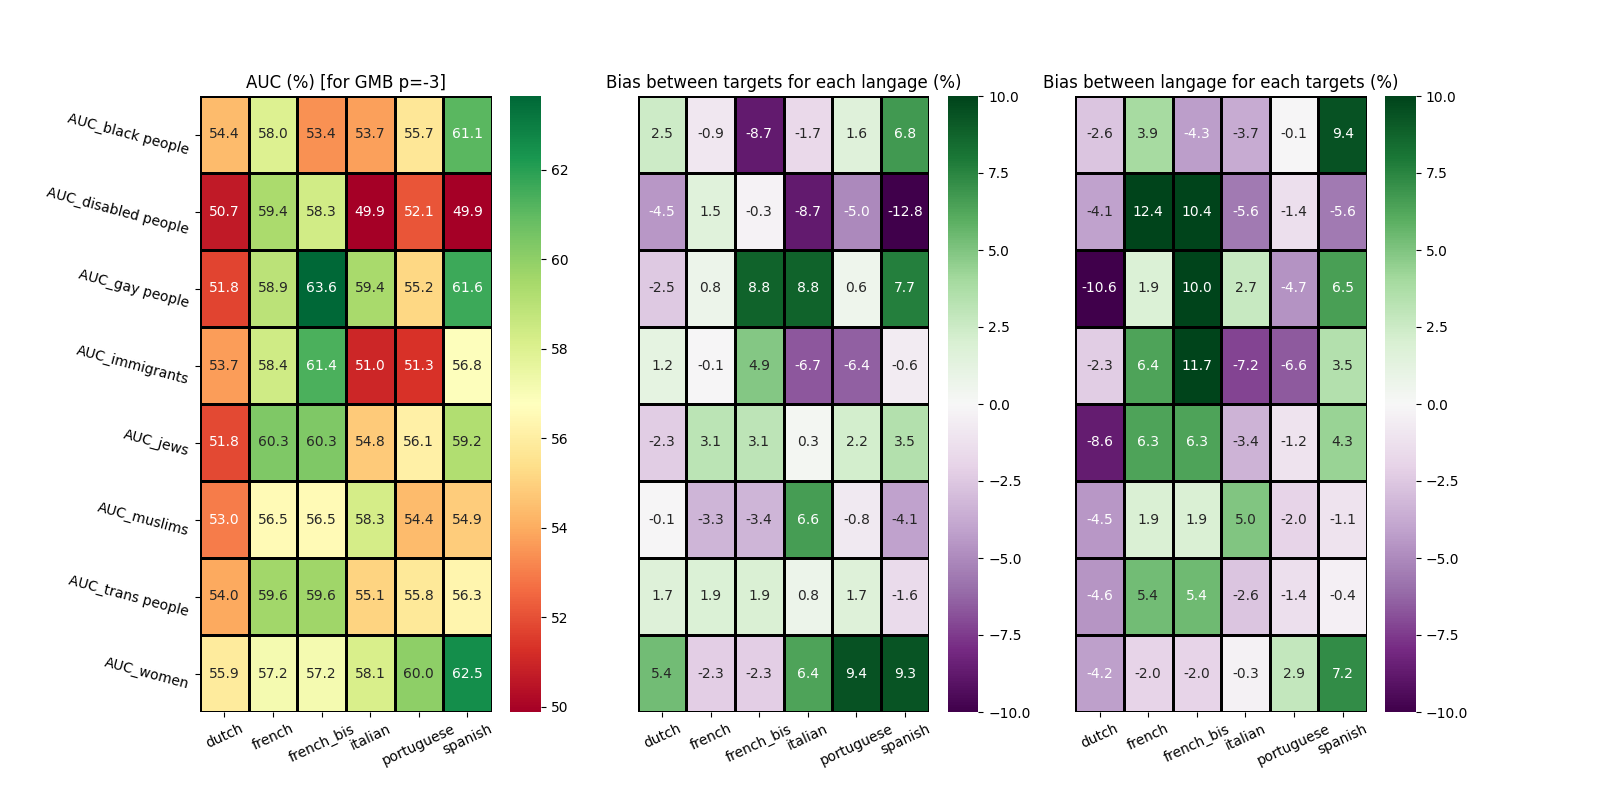 AUC (%) [for GMB p=-3]
Bias between targets for each langage (%)
Bias between langage for each targets (%)
AUC_black people 54.4 58.0 53.4 53.7 55.7 61.1 2.5 -0.9 -8.7 -1.7 1.6 6.8 -2.6 3.9 -4.3 -3.7 -0.1 9.4
AUC_disabled people 50.7 59.4 58.3 49.9 52.1 49.9 -4.5 1.5 -0.3 -8.7 -5.0 -12.8 -4.1 12.4 10.4 -5.6 -1.4 -5.6
AUC_gay people 51.8 58.9 63.6 59.4 55.2 61.6 -2.5 0.8 8.8 8.8 0.6 7.7 -10.6 1.9 10.0 2.7 -4.7 6.5
AUC_immigrants 53.7 58.4 61.4 51.0 51.3 56.8 1.2 -0.1 4.9 -6.7 -6.4 -0.6 -2.3 6.4 11.7 -7.2 -6.6 3.5
AUC_jews 51.8 60.3 60.3 54.8 56.1 59.2 -2.3 3.1 3.1 0.3 2.2 3.5 -8.6 6.3 6.3 -3.4 -1.2 4.3
AUC_muslims 53.0 56.5 56.5 58.3 54.4 54.9 -0.1 -3.3 -3.4 6.6 -0.8 -4.1 -4.5 1.9 1.9 5.0 -2.0 -1.1
AUC_trans people 54.0 59.6 59.6 55.1 55.8 56.3 1.7 1.9 1.9 0.8 1.7 -1.6 -4.6 5.4 5.4 -2.6 -1.4 -0.4
AUC_women 55.9 57.2 57.2 58.1 60.0 62.5 5.4 -2.3 -2.3 6.4 9.4 9.3 -4.2 -2.0 -2.0 -0.3 2.9 7.2
dutch french french_bis italian portuguese spanish
dutch french french_bis italian portuguese spanish
dutch french french_bis italian portuguese spanish
62
60
58
56
54
52
50
10.0
7.5
5.0
2.5
0.0
−2.5
−5.0
−7.5
−10.0
10.0
7.5
5.0
2.5
0.0
−2.5
−5.0
−7.5
−10.0